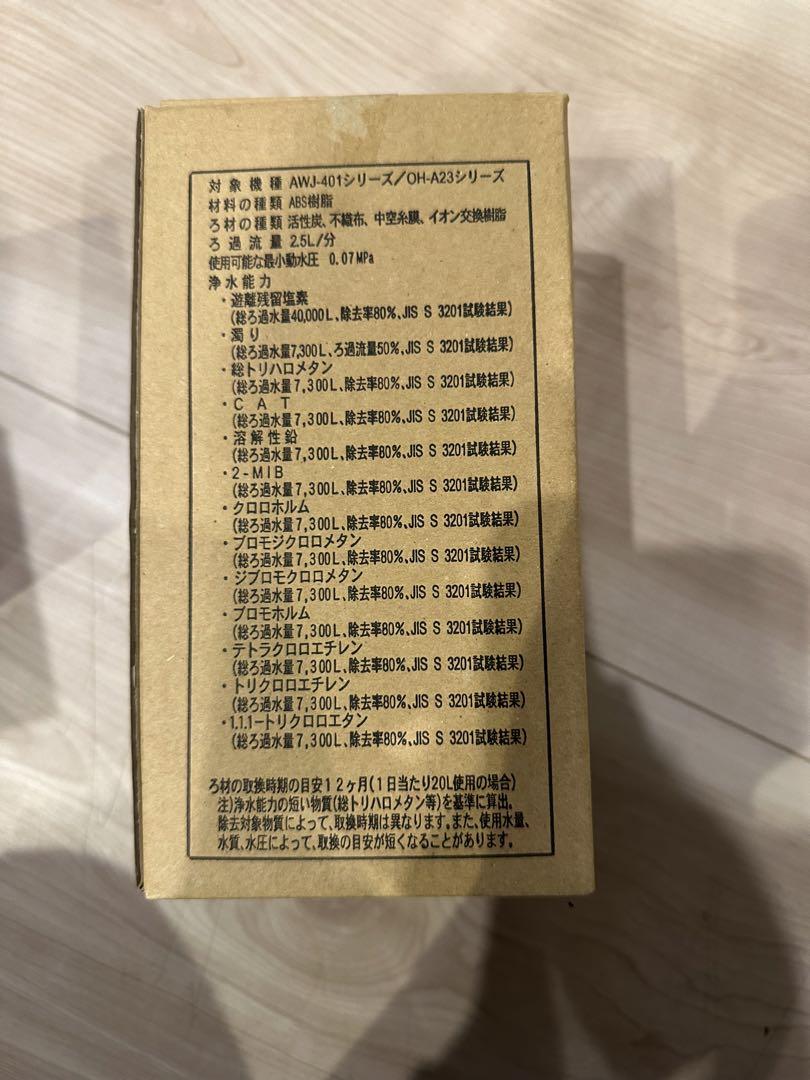 対象機種 AWJ-401シリーズ/OH-A23シリーズ
材料の種類 ABS樹脂
ろ材の種類 活性炭、不織布、中空糸膜、イオン交換樹脂
ろ過流量 2.5L/分
使用可能な最小動水圧 0.07MPa
浄水能力
・遊離残留塩素
(総ろ過水量40,000L、除去率80%、JIS S 3201試験結果)
・濁り
(総ろ過水量7,300L、ろ過流量50%、JIS S 3201試験結果)
・総トリハロメタン
(総ろ過水量7,300L、除去率80%、JIS S 3201試験結果)
・CAT
(総ろ過水量7,300L、除去率80%、JIS S 3201試験結果)
・溶解性鉛
(総ろ過水量7,300L、除去率80%、JIS S 3201試験結果)
・2-MIB
(総ろ過水量7,300L、除去率80%、JIS S 3201試験結果)
・クロロホルム
(総ろ過水量7,300L、除去率80%、JIS S 3201試験結果)
・ブロモジクロロメタン
(総ろ過水量7,300L、除去率80%、JIS S 3201試験結果)
・ジブロモクロロメタン
(総ろ過水量7,300L、除去率80%、JIS S 3201試験結果)
・ブロモホルム
(総ろ過水量7,300L、除去率80%、JIS S 3201試験結果)
・テトラクロロエチレン
(総ろ過水量7,300L、除去率80%、JIS S 3201試験結果)
・トリクロロエチレン
(総ろ過水量7,300L、除去率80%、JIS S 3201試験結果)
・1.1.1-トリクロロエタン
(総ろ過水量7,300L、除去率80%、JIS S 3201試験結果)
ろ材の取換時期の目安12ヶ月(1日当たり20L使用の場合)
注)浄水能力の短い物質(総トリハロメタン等)を基準に算出。
除去対象物質によって、取換時期は異なります。また、使用水量、
水質、水圧によって、取換の目安が短くなることがあります。